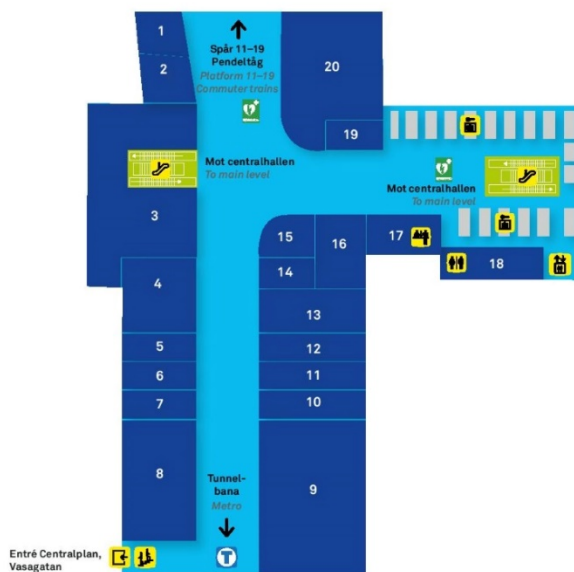 1
2
Spår 11–19
Pendeltåg
Platform 11–19
Commuter trains
20
19
Mot centralhallen
To main level
3
Mot centralhallen
To main level
15
16
17
18
14
4
13
5
12
6
11
7
10
8
9
Tunnel-
bana
Metro
T
Entré Centralplan,
Vasagatan